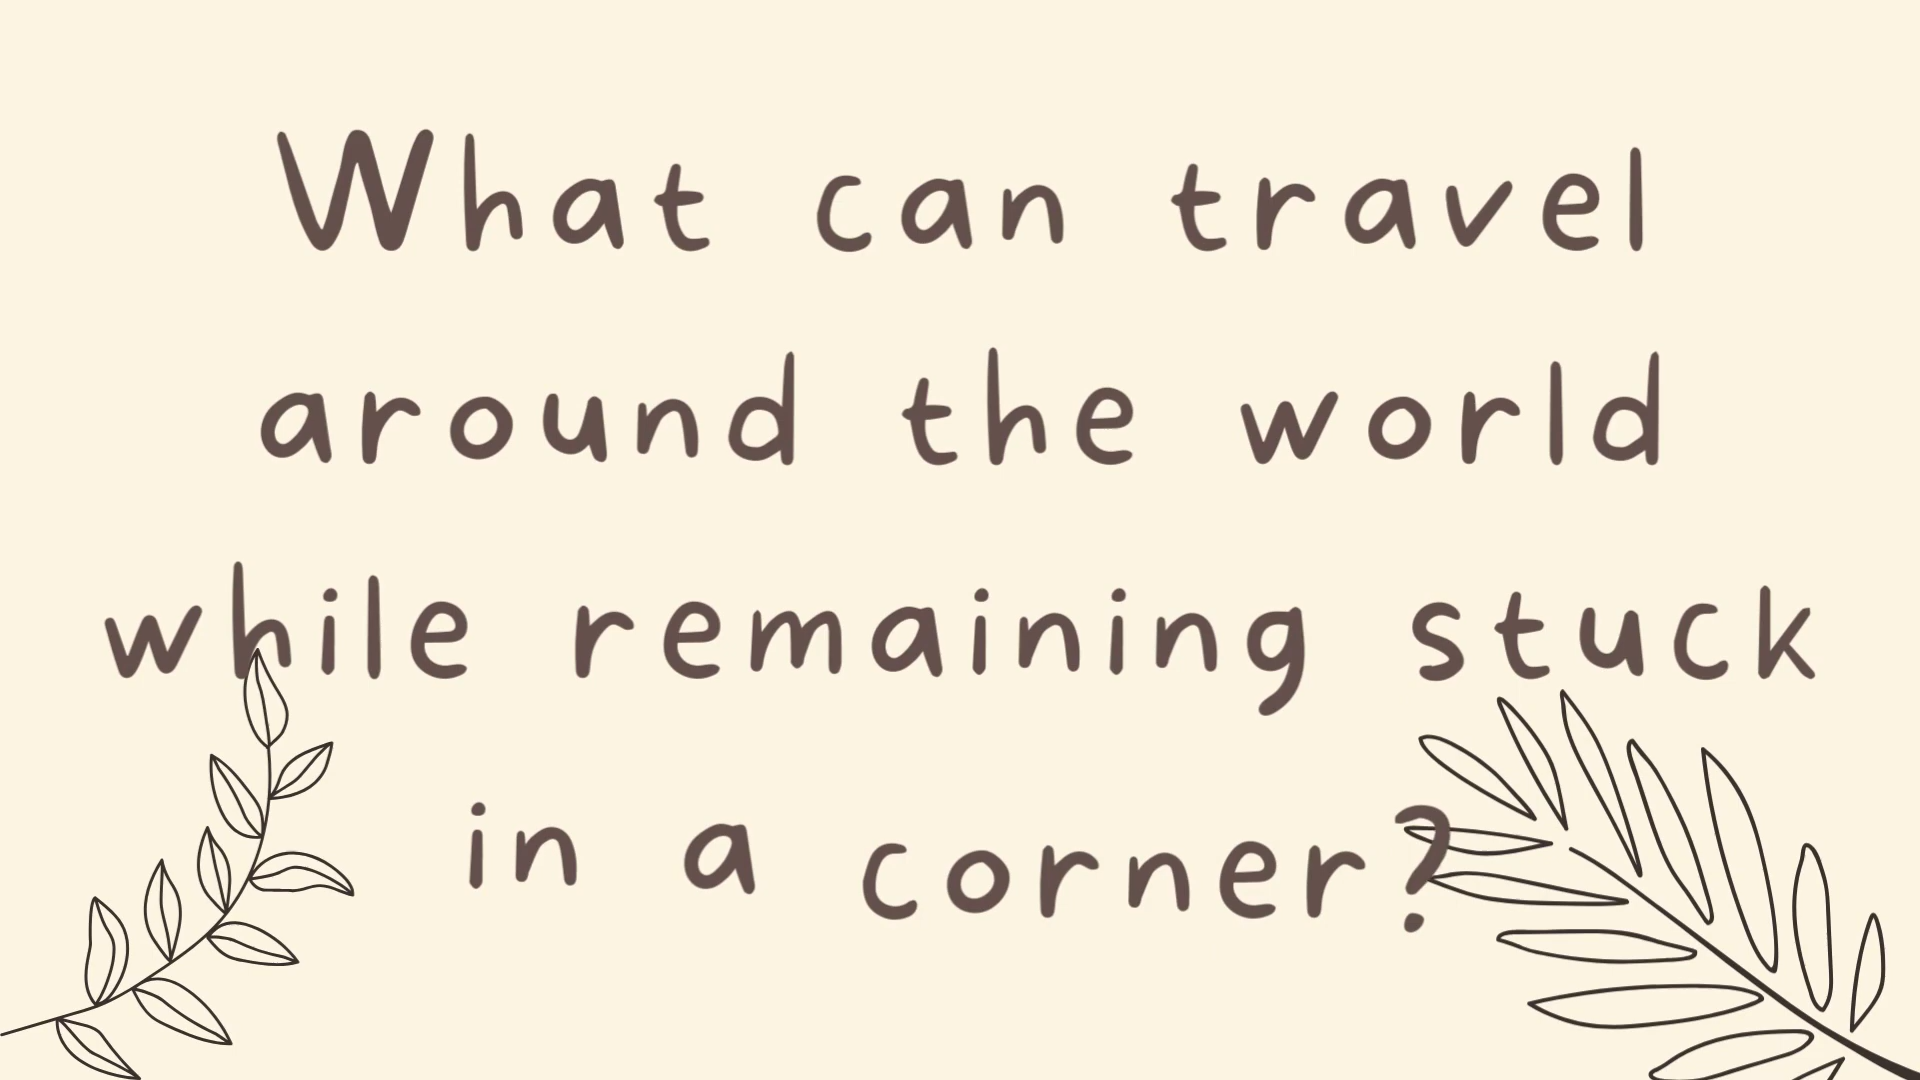 What can travel
around the world
while remaining stuck
in a corner?